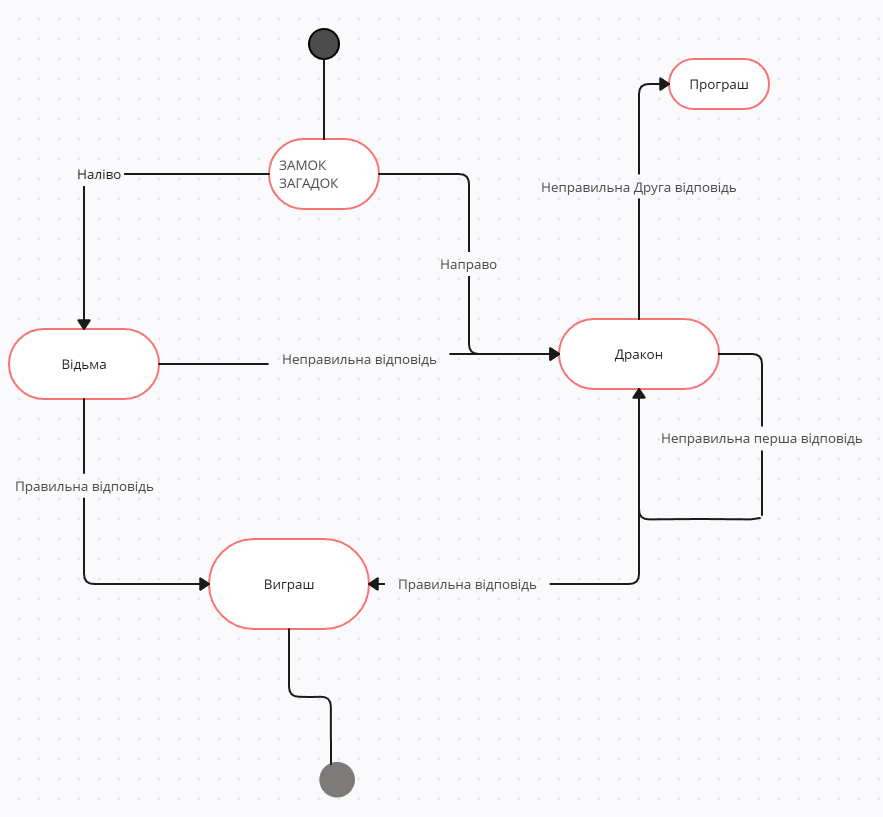 Програш
ЗАМОК
ЗАГАДОК
Наліво
Неправильна Друга відповідь
Направо
Відьма
Неправильна відповідь
Дракон
Неправильна перша відповідь
Правильна відповідь
Виграш
Правильна відповідь